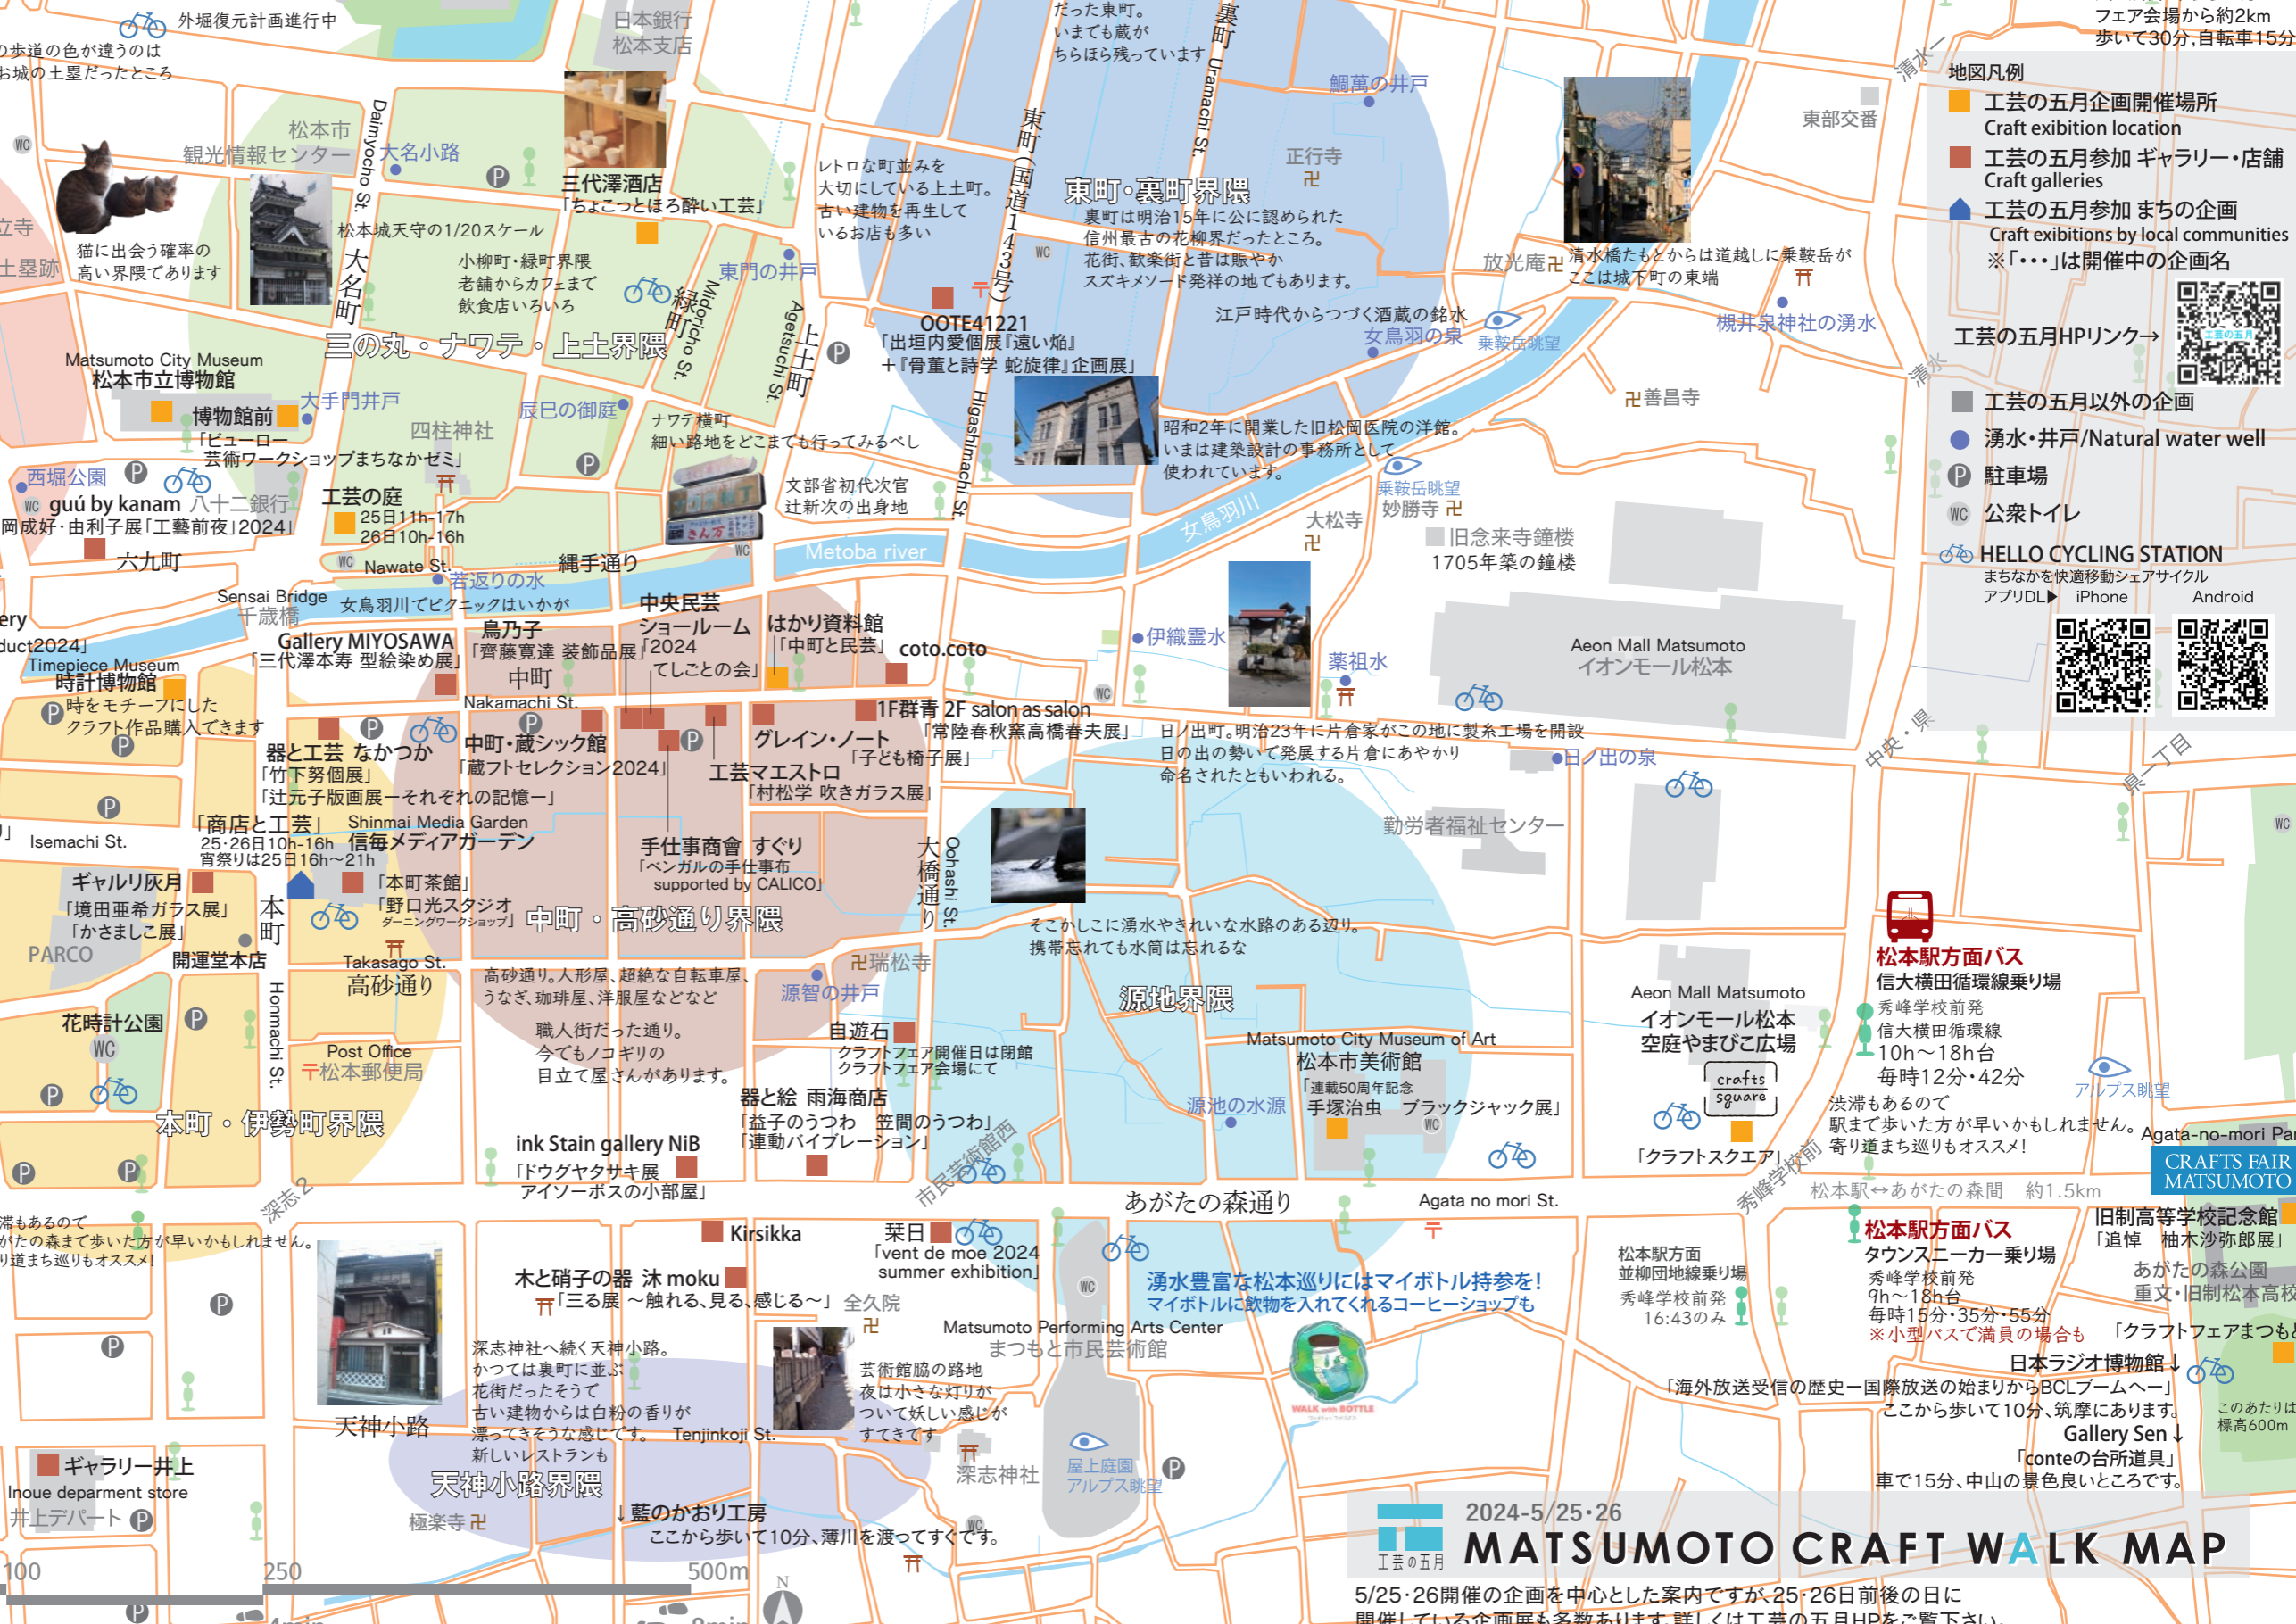 外堀復元計画進行中
の歩道の色が違うのは
お城の土塁だったところ
日本銀行
松本支店
だった東町。
いまでも蔵が
ちらほら残っています
裏町
Uramachi St.
鯛萬の井戸
フェア会場から約2km
歩いて30分,自転車15分
清水一
東部交番
地図凡例
工芸の五月企画開催場所
Craft exibition location
工芸の五月参加 ギャラリー・店舗
Craft galleries
工芸の五月参加 まちの企画
Craft exibitions by local communities
※「・・・」は開催中の企画名
工芸の五月HPリンク→
工芸の五月
工芸の五月以外の企画
湧水・井戸/Natural water well
P 駐車場
WC 公衆トイレ
HELLO CYCLING STATION
まちなかを快適移動シェアサイクル
アプリDL▶ iPhone Android
松本市
観光情報センター
Daimyocho St.
大名町
大名小路
立寺
土塁跡
猫に出会う確率の
高い界隈であります
松本城天守の1/20スケール
三代澤酒店
「ちょこっとほろ酔い工芸」
小柳町・緑町界隈
老舗からカフェまで
飲食店いろいろ
緑町
Midoricho St.
東門の井戸
上土町
Agetsuchi St.
三の丸・ナワテ・上土界隈
レトロな町並みを
大切にしている上土町。
古い建物を再生して
いるお店も多い
東町(国道143号)
Higashimachi St.
東町・裏町界隈
裏町は明治15年に公に認められた
信州最古の花柳界だったところ。
花街、歓楽街と昔は賑やか
スズキメソード発祥の地でもあります。
正行寺
放光庵
清水橋たもとからは道越しに乗鞍岳が
ここは城下町の東端
槻井泉神社の湧水
江戸時代からつづく酒蔵の銘水
女鳥羽の泉
乗鞍岳眺望
OOTE41221
「出垣内愛個展『遠い焔』
＋『骨董と詩学 蛇旋律』企画展」
清水
善昌寺
Matsumoto City Museum
松本市立博物館
博物館前
大手門井戸
「ビューロー
芸術ワークショップまちなかゼミ」
辰巳の御庭
四柱神社
ナワテ横町
細い路地をどこまでも行ってみるべし
文部省初代次官
辻新次の出身地
昭和2年に開業した旧松岡医院の洋館。
いまは建築設計の事務所として
使われています。
乗鞍岳眺望
妙勝寺
大松寺
旧念来寺鐘楼
1705年築の鐘楼
西堀公園
guú by kanam
八十二銀行
岡成好・由利子展「工藝前夜」2024」
六九町
工芸の庭
25日11h-17h
26日10h-16h
Nawate St.
縄手通り
若返りの水
Metoba river
女鳥羽川
Sensai Bridge
千歳橋
女鳥羽川でピクニックはいかが
ery
duct2024」
Timepiece Museum
時計博物館
時をモチーフにした
クラフト作品購入できます
Gallery MIYOSAWA
「三代澤本寿 型絵染め展」
鳥乃子
「齊藤寛達 装飾品展」
中町
Nakamachi St.
中央民芸
ショールーム
「2024
てしごとの会」
はかり資料館
「中町と民芸」
coto.coto
伊織霊水
薬祖水
Aeon Mall Matsumoto
イオンモール松本
器と工芸 なかつか
「竹下努個展」
「辻元子版画展ーそれぞれの記憶ー」
中町・蔵シック館
「蔵フトセレクション2024」
1F群青 2F salon as salon
「常陸春秋窯高橋春夫展」
グレイン・ノート
「子ども椅子展」
工芸マエストロ
「村松学 吹きガラス展」
日ノ出町。明治23年に片倉家がこの地に製糸工場を開設
日の出の勢いで発展する片倉にあやかり
命名されたともいわれる。
日ノ出の泉
中央・県
県一丁目
Isemachi St.
「商店と工芸」
25・26日10h-16h
宵祭りは25日16h〜21h
Shinmai Media Garden
信毎メディアガーデン
「本町茶館」
「野口光スタジオ
ダーニングワークショップ」
手仕事商會 すぐり
「ベンガルの手仕事布
supported by CALICO」
大橋通り
Oohashi St.
勤労者福祉センター
ギャルリ灰月
「境田亜希ガラス展」
「かさましこ展」
PARCO
本町
Honmachi St.
開運堂本店
中町・高砂通り界隈
Takasago St.
高砂通り
高砂通り。人形屋、超絶な自転車屋、
うなぎ、珈琲屋、洋服屋などなど
瑞松寺
源智の井戸
そこかしこに湧水やきれいな水路のある辺り。
携帯忘れても水筒は忘れるな
源地界隈
花時計公園
WC
Post Office
松本郵便局
職人街だった通り。
今でもノコギリの
目立て屋さんがあります。
自遊石
クラフトフェア開催日は閉館
クラフトフェア会場にて
Matsumoto City Museum of Art
松本市美術館
「連載50周年記念
手塚治虫 ブラックジャック展」
源池の水源
Aeon Mall Matsumoto
イオンモール松本
空庭やまびこ広場
crafts
square
「クラフトスクエア」
松本駅方面バス
信大横田循環線乗り場
秀峰学校前発
信大横田循環線
10h〜18h台
毎時12分・42分
アルプス眺望
渋滞もあるので
駅まで歩いた方が早いかもしれません。
寄り道まち巡りもオススメ!
本町・伊勢町界隈
器と絵 雨海商店
「益子のうつわ 笠間のうつわ」
「連動バイブレーション」
ink Stain gallery NiB
「ドウグヤタサキ展
アイソーポスの小部屋」
市民芸術館西
深志2
あがたの森通り
Agata no mori St.
秀峰学校前
松本駅↔あがたの森間 約1.5km
Agata-no-mori Par
CRAFTS FAIR
MATSUMOTO
滞もあるので
がたの森まで歩いた方が早いかもしれません。
り道まち巡りもオススメ!
Kirsikka
栞日
「vent de moe 2024
summer exhibition」
木と硝子の器 沐 moku
「三る展 〜触れる、見る、感じる〜」
全久院
湧水豊富な松本巡りにはマイボトル持参を!
マイボトルに飲物を入れてくれるコーヒーショップも
WALK with BOTTLE
松本駅方面
並柳団地線乗り場
秀峰学校前発
16:43のみ
松本駅方面バス
タウンスニーカー乗り場
秀峰学校前発
9h〜18h台
毎時15分・35分・55分
※小型バスで満員の場合も
旧制高等学校記念館
「追悼 柚木沙弥郎展」
あがたの森公園
重文・旧制松本高校
「クラフトフェアまつも
Matsumoto Performing Arts Center
まつもと市民芸術館
天神小路
深志神社へ続く天神小路。
かつては裏町に並ぶ
花街だったそうで
古い建物からは白粉の香りが
漂ってきそうな感じです。
新しいレストランも
Tenjinkoji St.
芸術館脇の路地
夜は小さな灯りが
ついて妖しい感じが
すてきです
深志神社
屋上庭園
アルプス眺望
日本ラジオ博物館↓
「海外放送受信の歴史ー国際放送の始まりからBCLブームへー」
ここから歩いて10分、筑摩にあります。
このあたりは
標高600m
Gallery Sen↓
「conteの台所道具」
車で15分、中山の景色良いところです。
ギャラリー井上
Inoue deparment store
井上デパート
天神小路界隈
極楽寺
↓藍のかおり工房
ここから歩いて10分、薄川を渡ってすぐです。
100
250
500m
N
4min
8min
工芸の五月
2024-5/25・26
MATSUMOTO CRAFT WALK MAP
5/25・26開催の企画を中心とした案内ですが、25・26日前後の日に
開催している企画展も多数あります。詳しくは工芸の五月HPをご覧下さい。